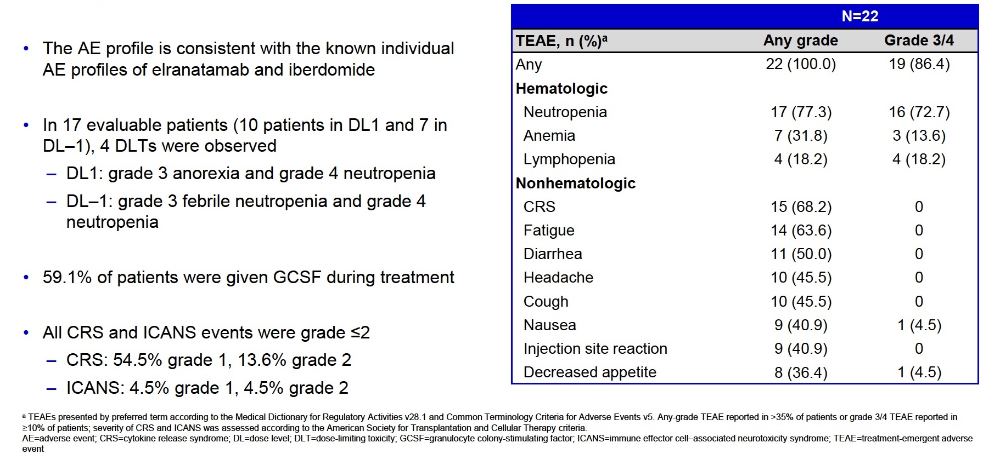 • The AE profile is consistent with the known individual
AE profiles of elranatamab and iberdomide
• In 17 evaluable patients (10 patients in DL1 and 7 in
DL–1), 4 DLTs were observed
– DL1: grade 3 anorexia and grade 4 neutropenia
– DL–1: grade 3 febrile neutropenia and grade 4
neutropenia
• 59.1% of patients were given GCSF during treatment
• All CRS and ICANS events were grade ≤2
– CRS: 54.5% grade 1, 13.6% grade 2
– ICANS: 4.5% grade 1, 4.5% grade 2
N=22
TEAE, n (%)ᵃ Any grade Grade 3/4
Any 22 (100.0) 19 (86.4)
Hematologic
Neutropenia 17 (77.3) 16 (72.7)
Anemia 7 (31.8) 3 (13.6)
Lymphopenia 4 (18.2) 4 (18.2)
Nonhematologic
CRS 15 (68.2) 0
Fatigue 14 (63.6) 0
Diarrhea 11 (50.0) 0
Headache 10 (45.5) 0
Cough 10 (45.5) 0
Nausea 9 (40.9) 1 (4.5)
Injection site reaction 9 (40.9) 0
Decreased appetite 8 (36.4) 1 (4.5)
ᵃ TEAEs presented by preferred term according to the Medical Dictionary for Regulatory Activities v28.1 and Common Terminology Criteria for Adverse Events v5. Any-grade TEAE reported in >35% of patients or grade 3/4 TEAE reported in
≥10% of patients; severity of CRS and ICANS was assessed according to the American Society for Transplantation and Cellular Therapy criteria.
AE=adverse event; CRS=cytokine release syndrome; DL=dose level; DLT=dose-limiting toxicity; GCSF=granulocyte colony-stimulating factor; ICANS=immune effector cell–associated neurotoxicity syndrome; TEAE=treatment-emergent adverse
event